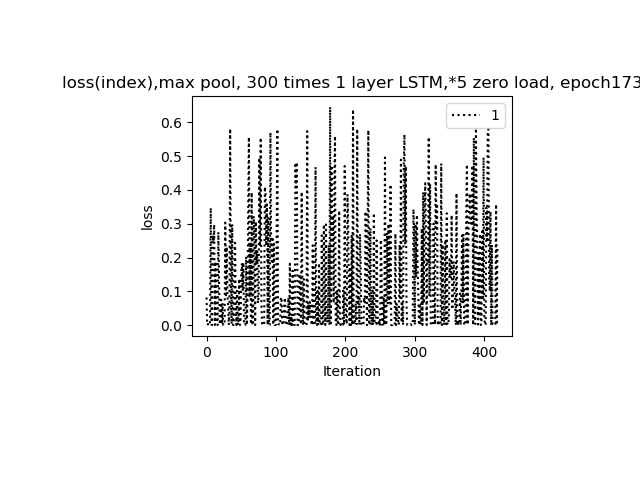 loss(index),max pool, 300 times 1 layer LSTM,*5 zero load, epoch173
1
0.6
0.5
0.4
0.3
0.2
0.1
0.0
loss
0 100 200 300 400
Iteration